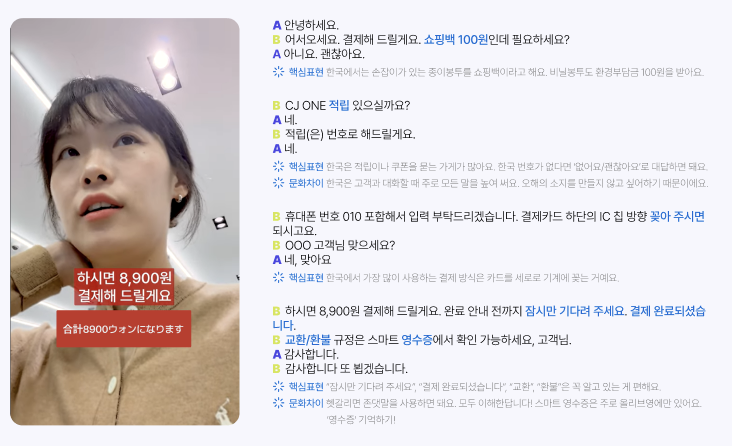 하시면 8,900원
결제해 드릴게요
合計8900ウォンになります
A 안녕하세요.
B 어서오세요. 결제해 드릴게요. 쇼핑백 100원인데 필요하세요?
A 아니요. 괜찮아요.
핵심표현 한국에서는 손잡이가 있는 종이봉투를 쇼핑백이라고 해요. 비닐봉투도 환경부담금 100원을 받아요.
B CJ ONE 적립 있으실까요?
A 네.
B 적립(은) 번호로 해드릴게요.
A 네.
핵심표현 한국은 적립이나 쿠폰을 묻는 가게가 많아요. 한국 번호가 없다면 '없어요/괜찮아요'로 대답하면 돼요.
문화차이 한국은 고객과 대화할 때 주로 모든 말을 높여 써요. 오해의 소지를 만들지 않고 싶어하기 때문이에요.
B 휴대폰 번호 010 포함해서 입력 부탁드리겠습니다. 결제카드 하단의 IC 칩 방향 꽂아 주시면
되시고요.
B OOO 고객님 맞으세요?
A 네, 맞아요
핵심표현 한국에서 가장 많이 사용하는 결제 방식은 카드를 세로로 기계에 꽂는 거예요.
B 하시면 8,900원 결제해 드릴게요. 완료 안내 전까지 잠시만 기다려 주세요. 결제 완료되셨습
니다.
B 교환/환불 규정은 스마트 영수증에서 확인 가능하세요, 고객님.
A 감사합니다.
B 감사합니다 또 뵙겠습니다.
핵심표현 "잠시만 기다려 주세요", "결제 완료되셨습니다", "교환", "환불"은 꼭 알고 있는 게 편해요.
문화차이 헷갈리면 존댓말을 사용하면 돼요. 모두 이해한답니다! 스마트 영수증은 주로 올리브영에만 있어요.
'영수증' 기억하기!